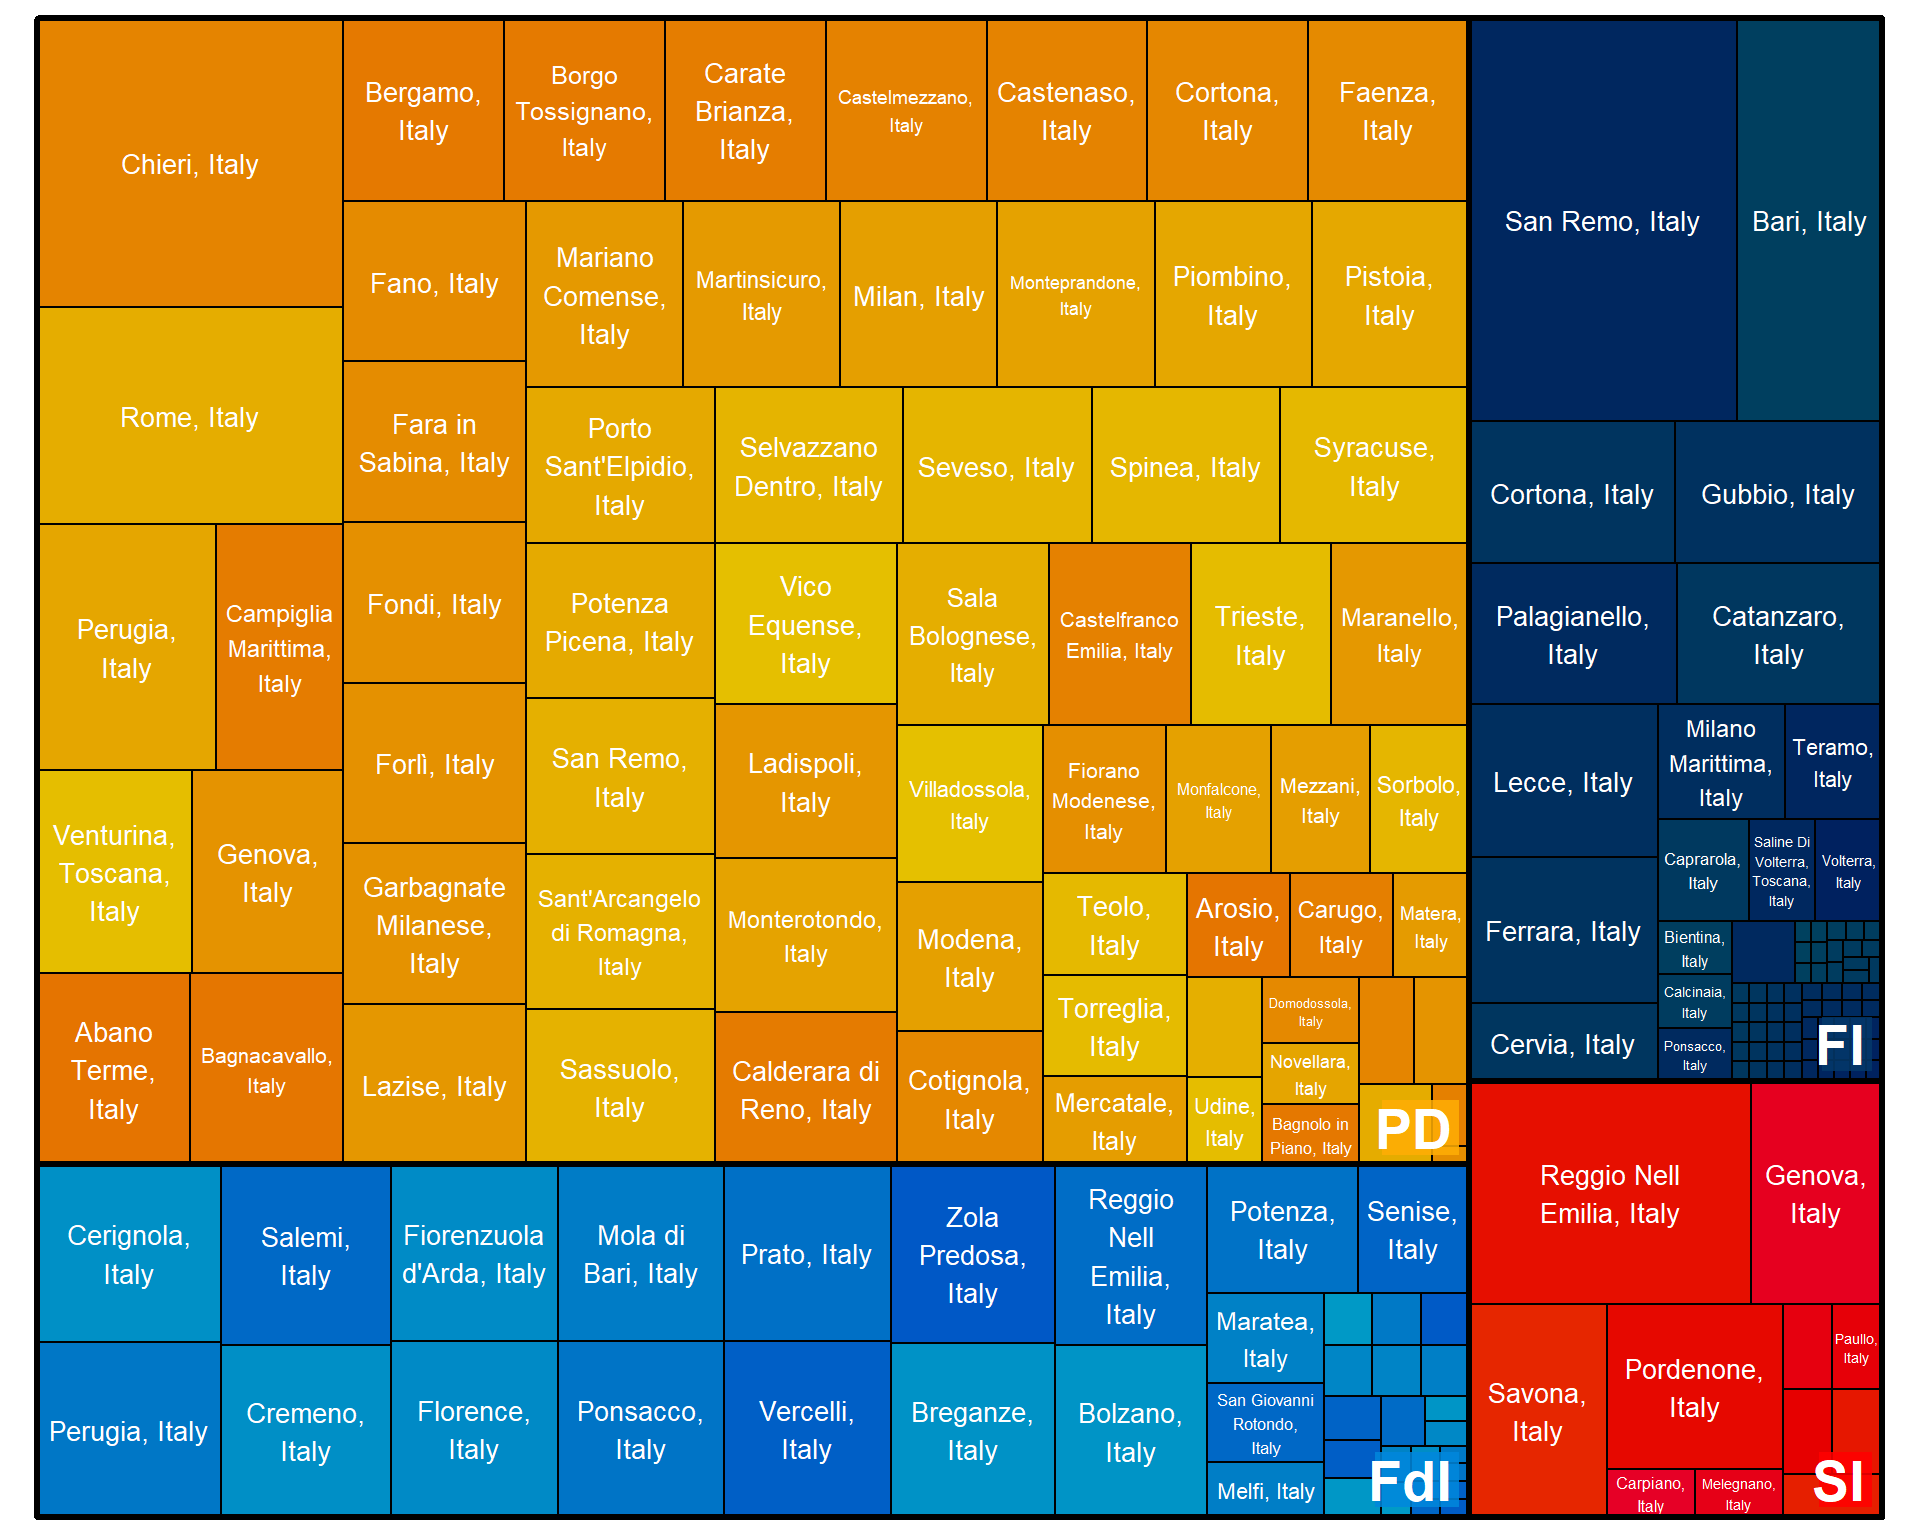 Chieri, Italy
Bergamo,
Italy
Borgo
Tossignano,
Italy
Carate
Brianza,
Italy
Castelmezzano,
Italy
Castenaso,
Italy
Cortona,
Italy
Faenza,
Italy
Fano, Italy
Mariano
Comense,
Italy
Martinsicuro,
Italy
Milan, Italy
Monteprandone,
Italy
Piombino,
Italy
Pistoia,
Italy
Rome, Italy
Fara in
Sabina, Italy
Porto
Sant'Elpidio,
Italy
Selvazzano
Dentro, Italy
Seveso, Italy
Spinea, Italy
Syracuse,
Italy
Perugia,
Italy
Campiglia
Marittima,
Italy
Fondi, Italy
Potenza
Picena, Italy
Vico
Equense,
Italy
Sala
Bolognese,
Italy
Castelfranco
Emilia, Italy
Trieste,
Italy
Maranello,
Italy
Forlì, Italy
San Remo,
Italy
Ladispoli,
Italy
Villadossola,
Italy
Fiorano
Modenese,
Italy
Monfalcone,
Italy
Mezzani,
Italy
Sorbolo,
Italy
Venturina,
Toscana,
Italy
Genova,
Italy
Garbagnate
Milanese,
Italy
Sant'Arcangelo
di Romagna,
Italy
Monterotondo,
Italy
Modena,
Italy
Teolo,
Italy
Arosio,
Italy
Carugo,
Italy
Matera,
Italy
Abano
Terme,
Italy
Bagnacavallo,
Italy
Lazise, Italy
Sassuolo,
Italy
Calderara di
Reno, Italy
Cotignola,
Italy
Torreglia,
Italy
Mercatale,
Italy
Udine,
Italy
Domodossola,
Italy
Novellara,
Italy
Bagnolo in
Piano, Italy
PD
San Remo, Italy
Bari, Italy
Cortona, Italy
Gubbio, Italy
Palagianello,
Italy
Catanzaro,
Italy
Lecce, Italy
Milano
Marittima,
Italy
Teramo,
Italy
Caprarola,
Italy
Saline Di
Volterra,
Toscana,
Italy
Volterra,
Italy
Ferrara, Italy
Bientina,
Italy
Calcinaia,
Italy
Cervia, Italy
Ponsacco,
Italy
FI
Cerignola,
Italy
Salemi,
Italy
Fiorenzuola
d'Arda, Italy
Mola di
Bari, Italy
Prato, Italy
Zola
Predosa,
Italy
Reggio
Nell
Emilia,
Italy
Potenza,
Italy
Senise,
Italy
Maratea,
Italy
Perugia, Italy
Cremeno,
Italy
Florence,
Italy
Ponsacco,
Italy
Vercelli,
Italy
Breganze,
Italy
Bolzano,
Italy
San Giovanni
Rotondo,
Italy
Melfi, Italy
FdI
Reggio Nell
Emilia, Italy
Genova,
Italy
Savona,
Italy
Pordenone,
Italy
Paullo,
Italy
Carpiano,
Italy
Melegnano,
Italy
SI